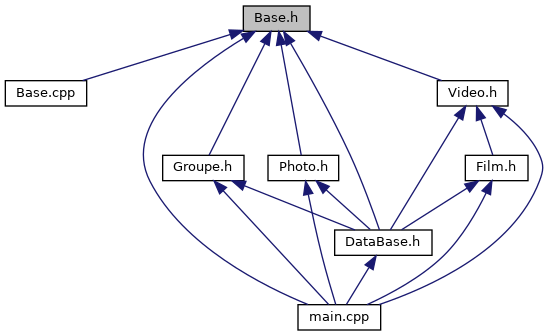 Base.h
Base.cpp
Video.h
Groupe.h
Photo.h
Film.h
DataBase.h
main.cpp